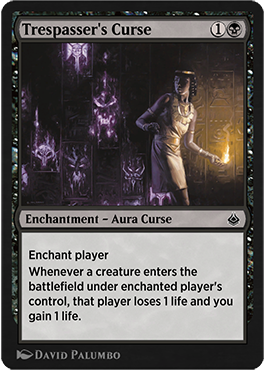 Trespasser's Curse 1
Enchantment – Aura Curse
Enchant player
Whenever a creature enters the
battlefield under enchanted player's
control, that player loses 1 life and you
gain 1 life.
David Palumbo